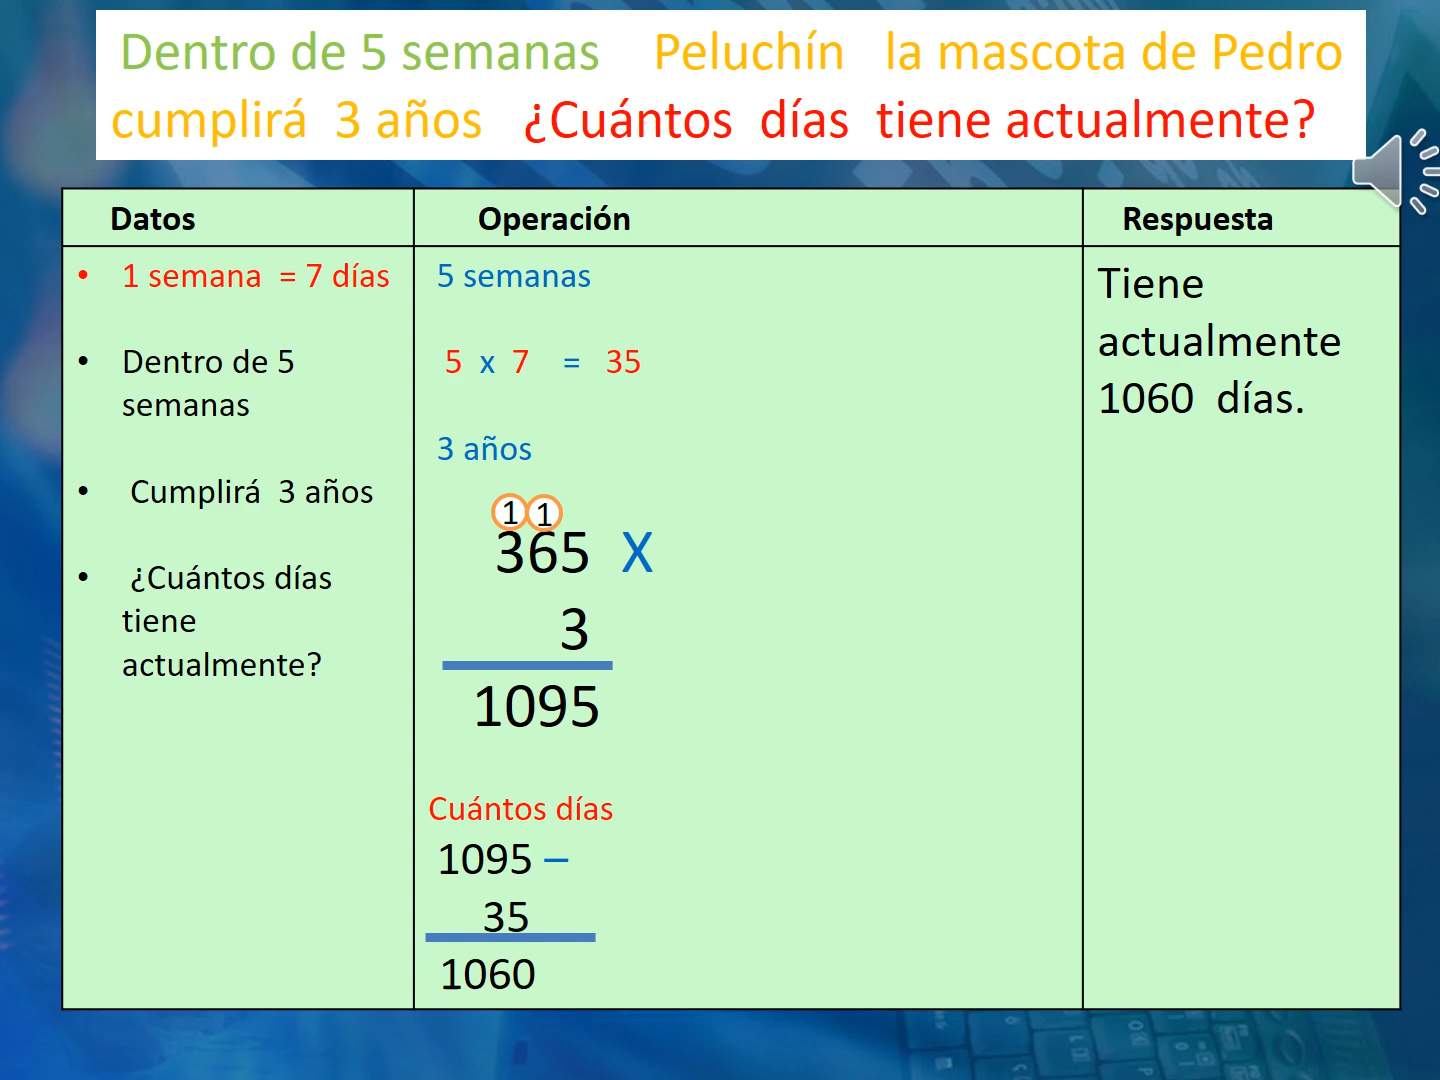 Dentro de 5 semanas Peluchín la mascota de Pedro
cumplirá 3 años ¿Cuántos días tiene actualmente?
Datos
Operación
Respuesta
• 1 semana = 7 días
• Dentro de 5
semanas
• Cumplirá 3 años
• ¿Cuántos días
tiene
actualmente?
5 semanas
5 x 7 = 35
3 años
1 1
365 X
3
1095
Cuántos días
1095 –
35
1060
Tiene
actualmente
1060 días.